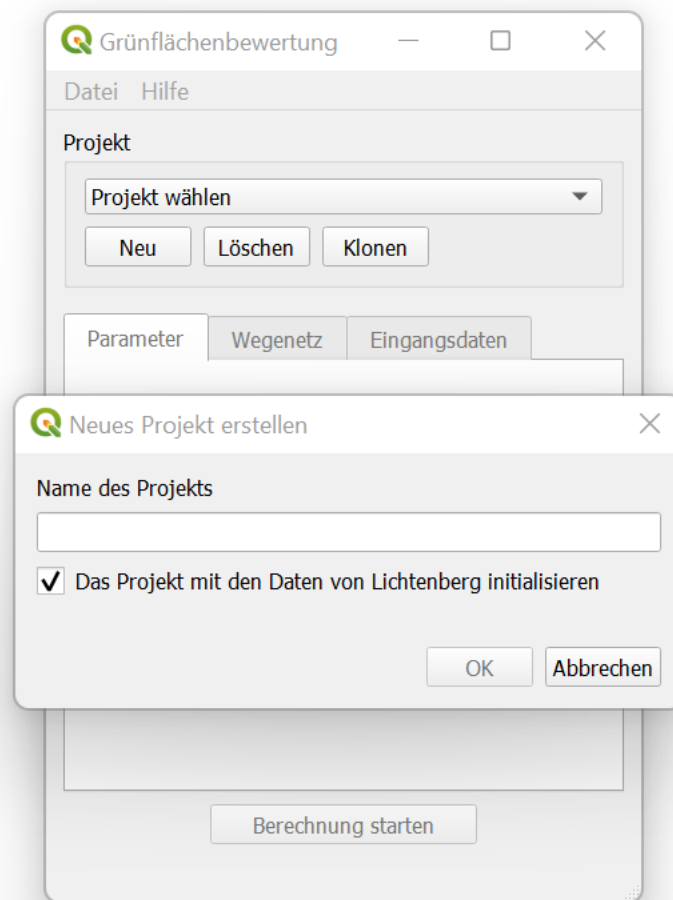 Grünflächenbewertung
Datei Hilfe
Projekt
Projekt wählen
Neu Löschen Klonen
Parameter Wegenetz Eingangsdaten
Neues Projekt erstellen
Name des Projekts
Das Projekt mit den Daten von Lichtenberg initialisieren
OK Abbrechen
Berechnung starten